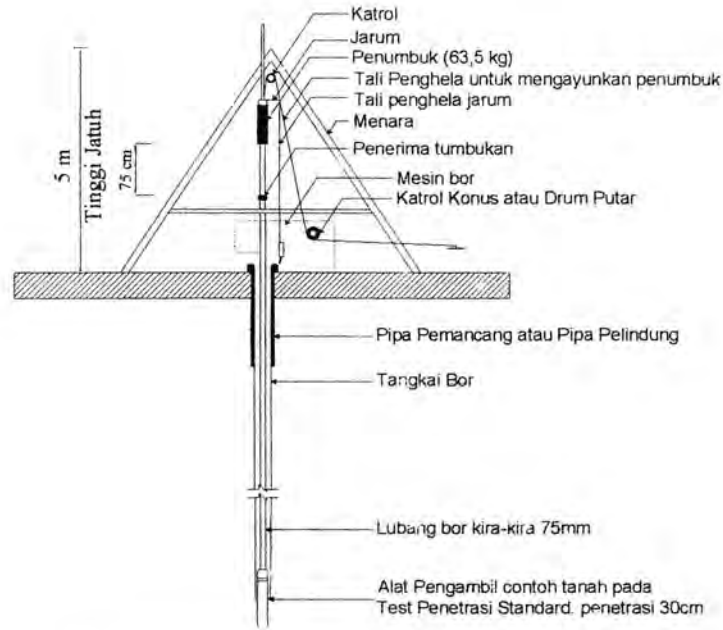 Katrol
Jarum
Penumbuk (63,5 kg)
Tali Penghela untuk mengayunkan penumbuk
Tali penghela jarum
Menara
5 m
Tinggi Jatuh
75 cm
Penerima tumbukan
Mesin bor
Katrol Konus atau Drum Putar
Pipa Pemancang atau Pipa Pelindung
Tangkai Bor
Lubang bor kira-kira 75mm
Alat Pengambil contoh tanah pada
Test Penetrasi Standard. penetrasi 30cm